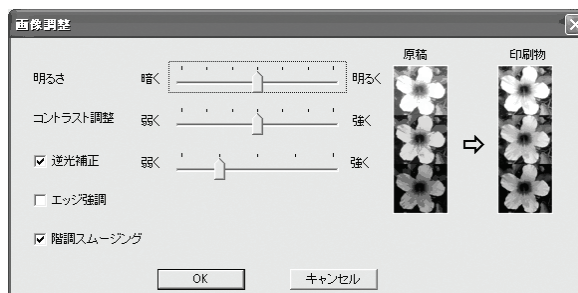 画像調整
原稿
印刷物
明るさ 暗く 明るく
コントラスト調整 弱く 強く
逆光補正 弱く 強く
エッジ強調
階調スムージング
OK キャンセル